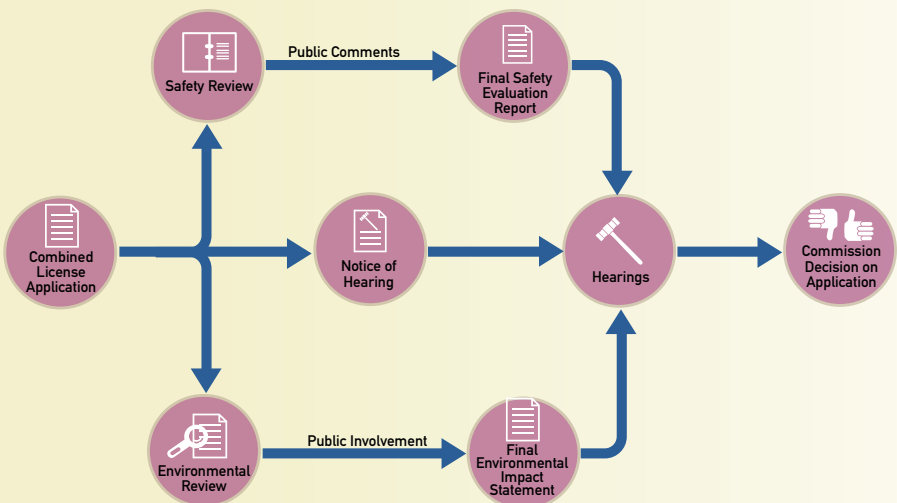 Public Comments
Safety Review
Final Safety
Evaluation
Report
Combined
License
Application
Notice of
Hearing
Hearings
Commission
Decision on
Application
Public Involvement
Environmental
Review
Final
Environmental
Impact
Statement